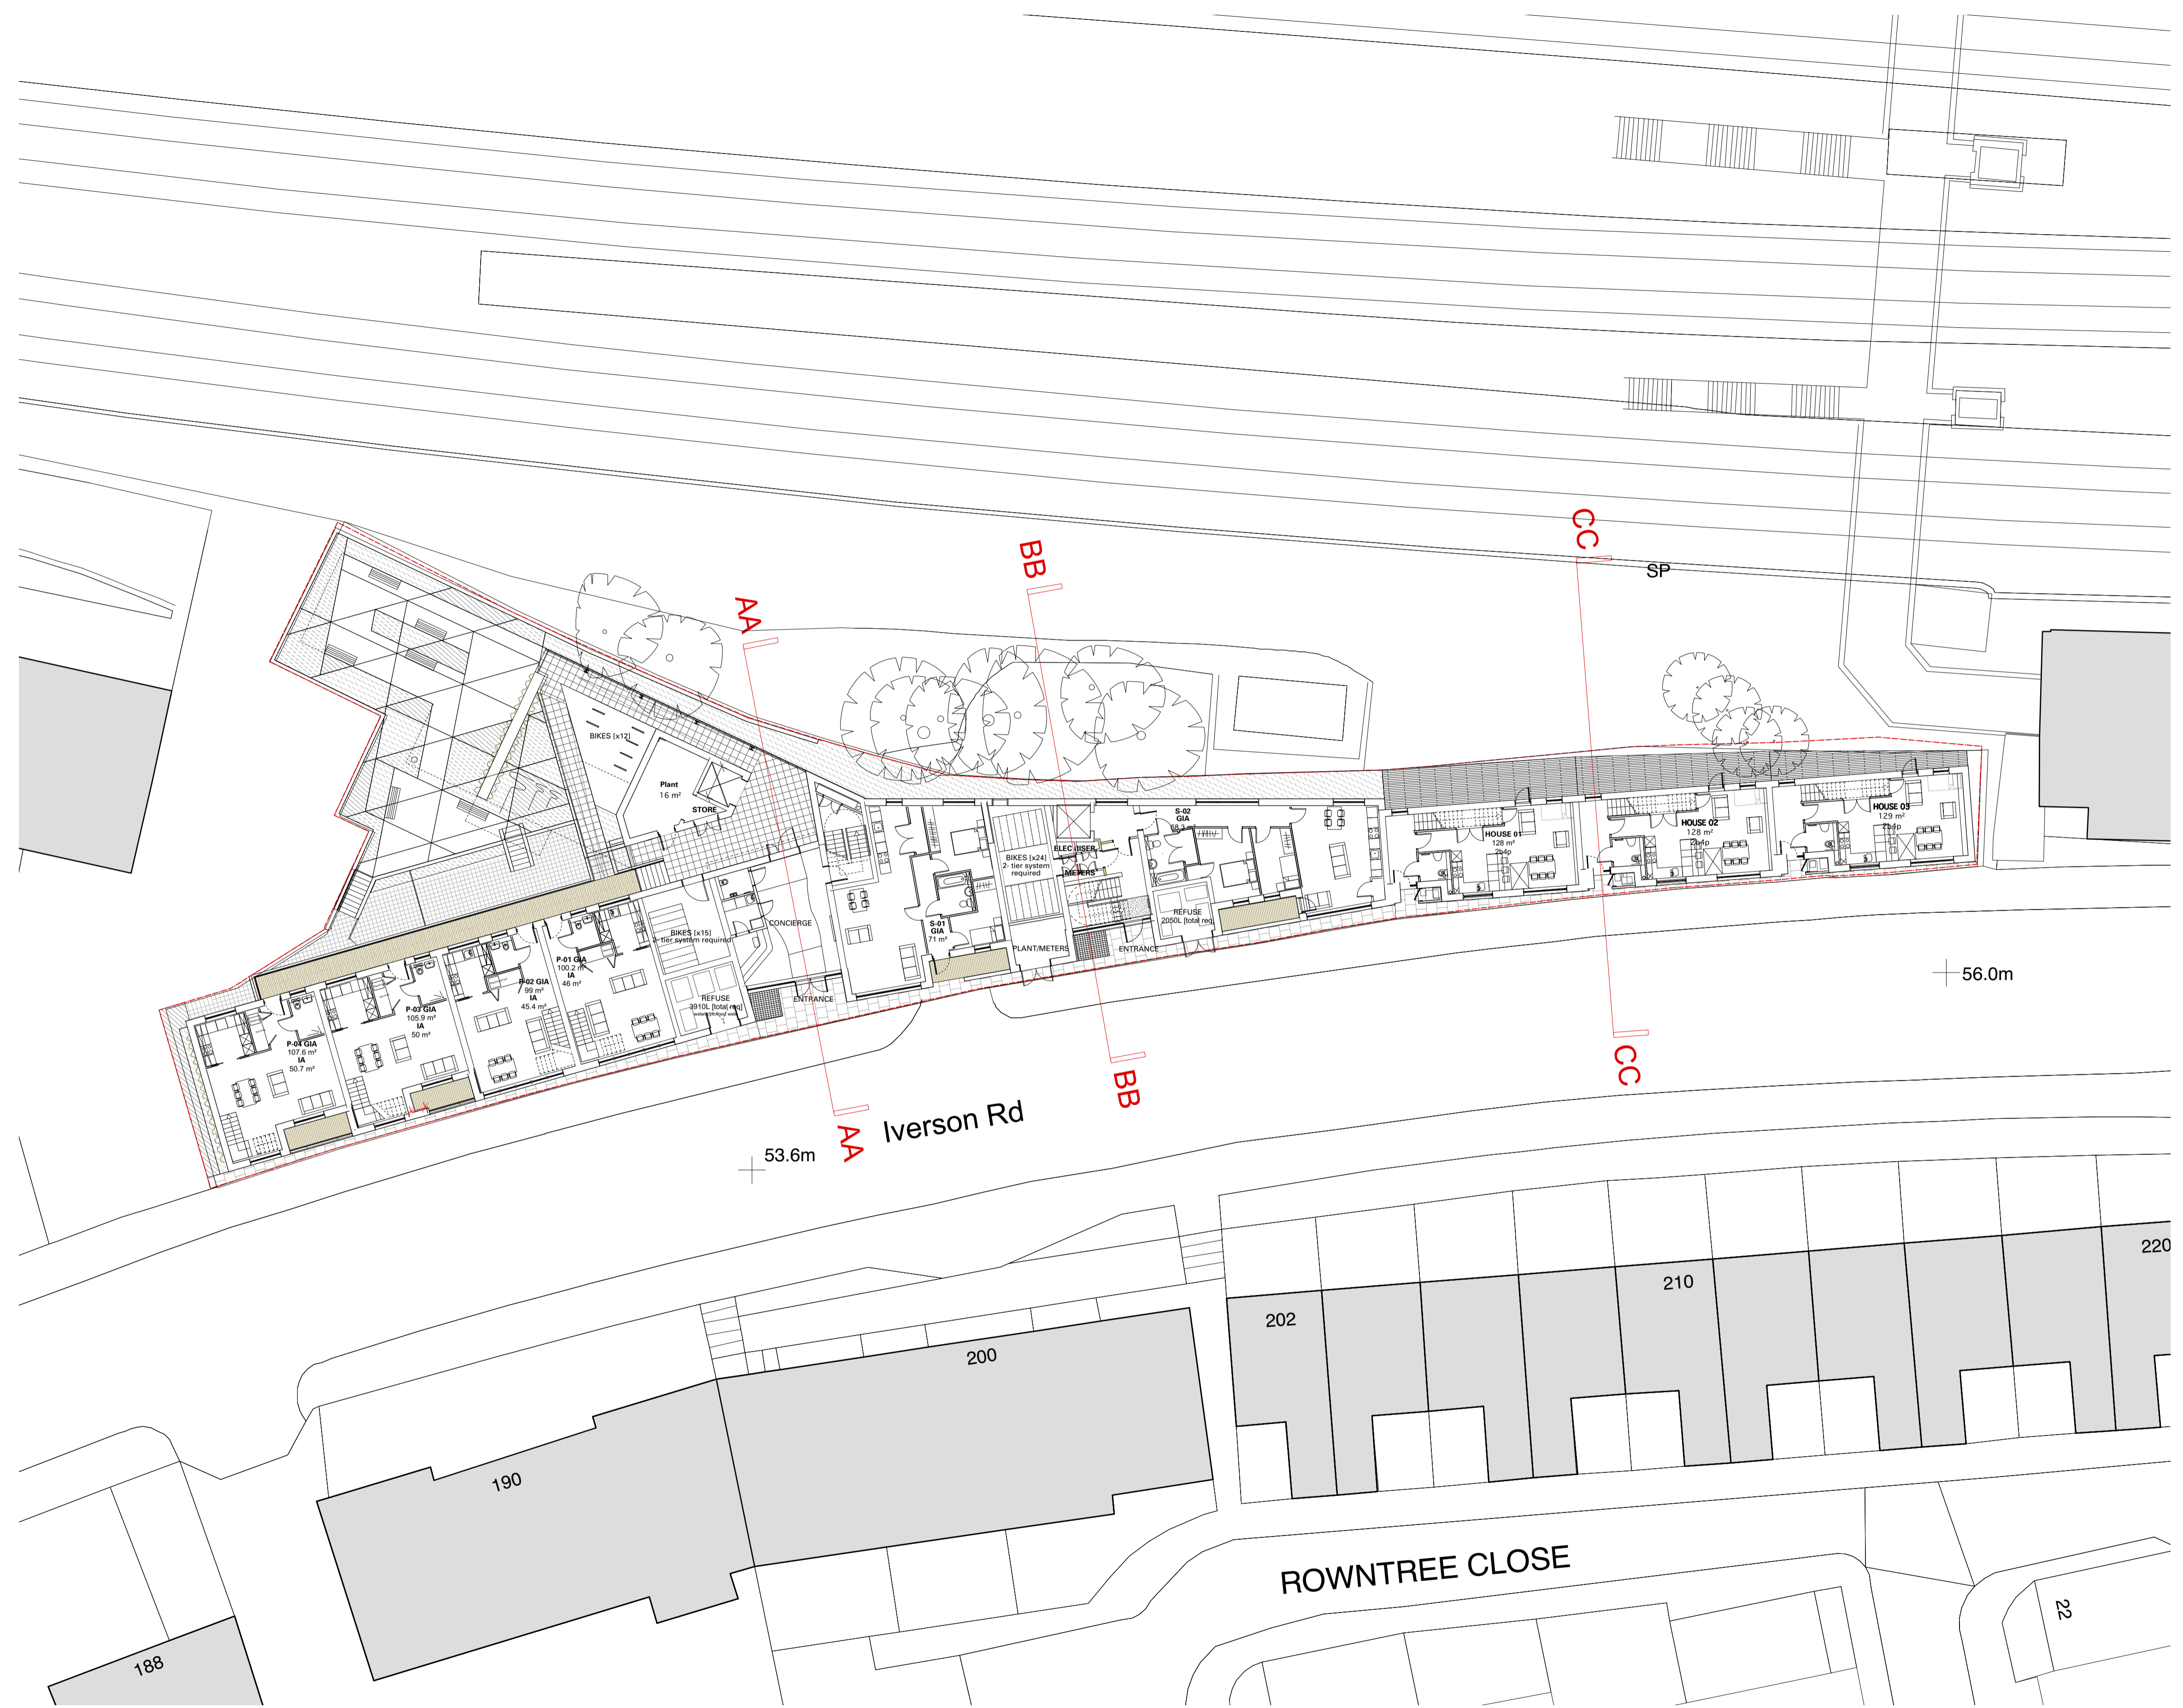 CC
SP
BB
AA
BIKES [x12]
Plant
16 m²
STORE
S-02
GIA
HOUSE 01
128 m²
2b4p
HOUSE 02
128 m²
2b4p
HOUSE 03
129 m²
2b4p
BIKES [x24]
2- tier system
required
METERS
REFUSE
2050L [total req]
S-01
GIA
71 m²
PLANT/METERS
ENTRANCE
CONCIERGE
BIKES [x15]
2- tier system required
P-01 GIA
100.2 m²
IA
46 m²
P-02 GIA
99 m²
IA
45.4 m²
P-03 GIA
105.9 m²
IA
50 m²
P-04 GIA
107.6 m²
IA
50.7 m²
REFUSE
3910L [total req]
ENTRANCE
56.0m
CC
BB
AA
Iverson Rd
53.6m
220
210
202
200
190
188
ROWNTREE CLOSE
22